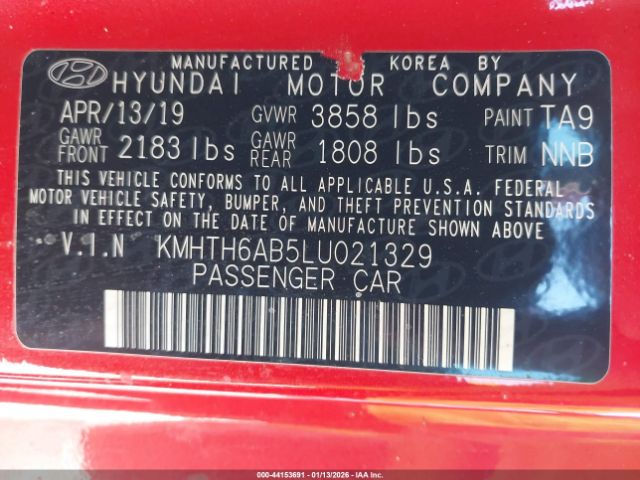 MANUFACTURED IN KOREA BY
HYUNDAI MOTOR COMPANY
APR/13/19 GVWR 3858 lbs PAINT TA9
GAWR FRONT 2183 lbs GAWR REAR 1808 lbs TRIM NNB
THIS VEHICLE CONFORMS TO ALL APPLICABLE U.S.A. FEDERAL
MOTOR VEHICLE SAFETY, BUMPER, AND THEFT PREVENTION STANDARDS
IN EFFECT ON THE DATE OF MANUFACTURE SHOWN ABOVE.
V.I.N KMHTH6AB5LU021329
PASSENGER CAR
000-44153691 - 01/13/2026 - IAA, Inc.